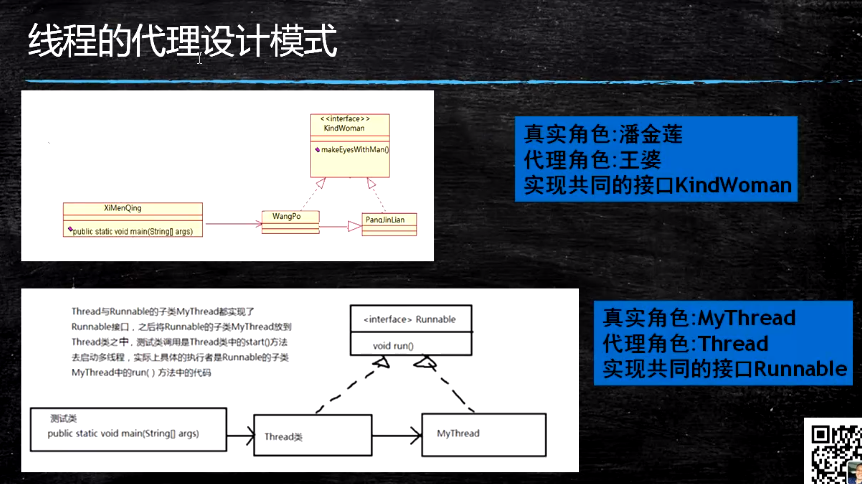 线程的代理设计模式
<<interface>>
KindWoman
makeEyesWithMan()
XiMenQing
public static void main(String[] args)
WangPo
PanJinLian
真实角色:潘金莲
代理角色:王婆
实现共同的接口KindWoman
Thread与Runnable的子类MyThread都实现了
Runnable接口，之后将Runnable的子类MyThread放到
Thread类之中，测试类调用是Thread类中的start()方法
去启动多线程，实际上具体的执行者是Runnable的子类
MyThread中的run( ) 方法中的代码
<interface> Runnable
void run()
测试类
public static void main(String[] args)
Thread类
MyThread
真实角色:MyThread
代理角色:Thread
实现共同的接口Runnable